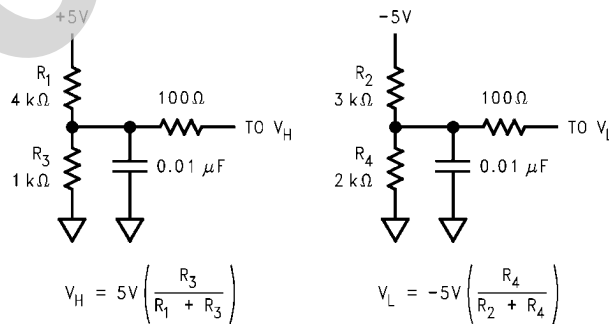 +5V
R1
4 kΩ
100Ω
TO VH
R3
1 kΩ
0.01 μF
VH = 5V(R3 / (R1 + R3))
-5V
R2
3 kΩ
100Ω
TO VL
R4
2 kΩ
0.01 μF
VL = -5V(R4 / (R2 + R4))